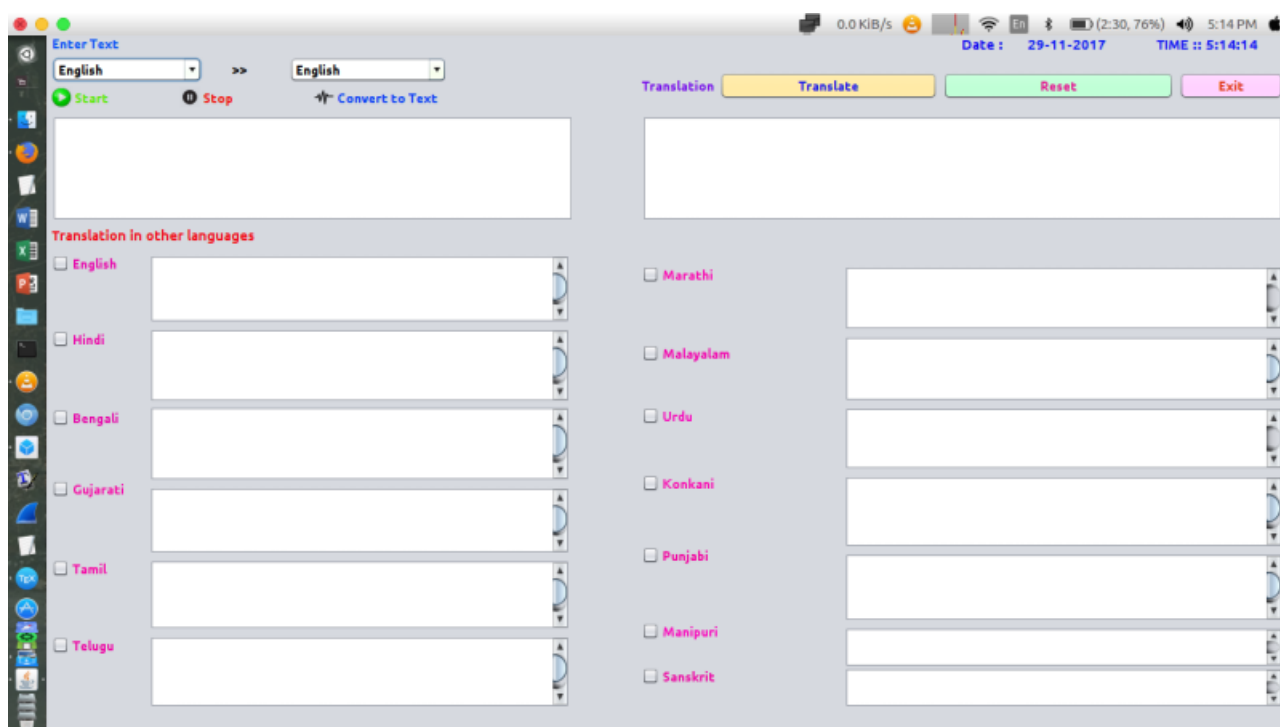 0.0 KiB/s En (2:30, 76%) 5:14 PM
Enter Text
Date : 29-11-2017 TIME :: 5:14:14
English >> English
Translation Translate Reset Exit
Start Stop Convert to Text
Translation in other languages
English
Hindi
Bengali
Gujarati
Tamil
Telugu
Marathi
Malayalam
Urdu
Konkani
Punjabi
Manipuri
Sanskrit